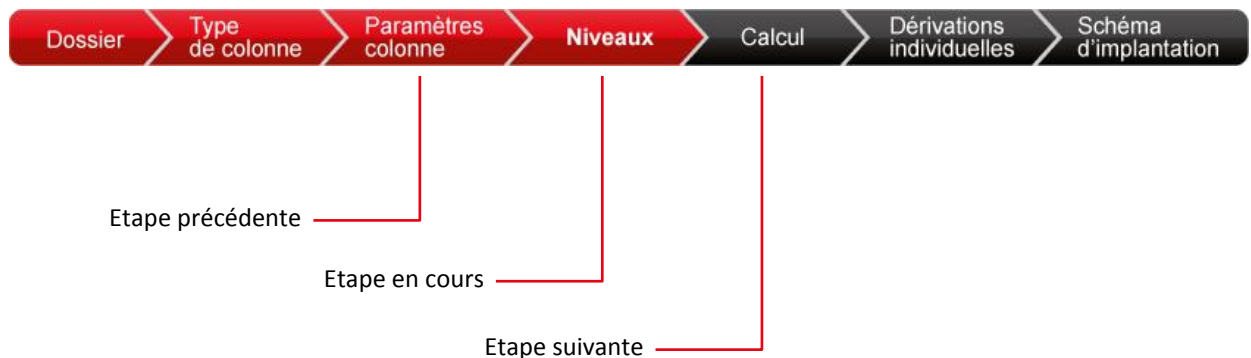 Dossier
Type
de colonne
Paramètres
colonne
Niveaux
Calcul
Dérivations
individuelles
Schéma
d'implantation
Etape précédente
Etape en cours
Etape suivante